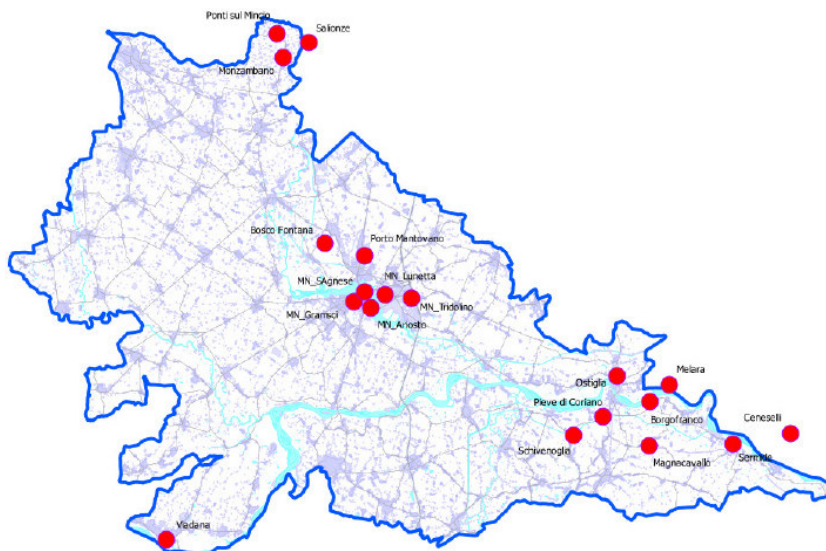 Ponti sul Mincio
Salionze
Monzambano
Bosco Fontana
Porto Mantovano
MN_SAgnese
MN_Lunetta
MN_Gramsci
MN_Tridolino
MN_Ariosto
Ostiglia
Melara
Pieve di Coriano
Borgofranco
Ceneselli
Schivenoglia
Magnacavallo
Sermide
Viadana